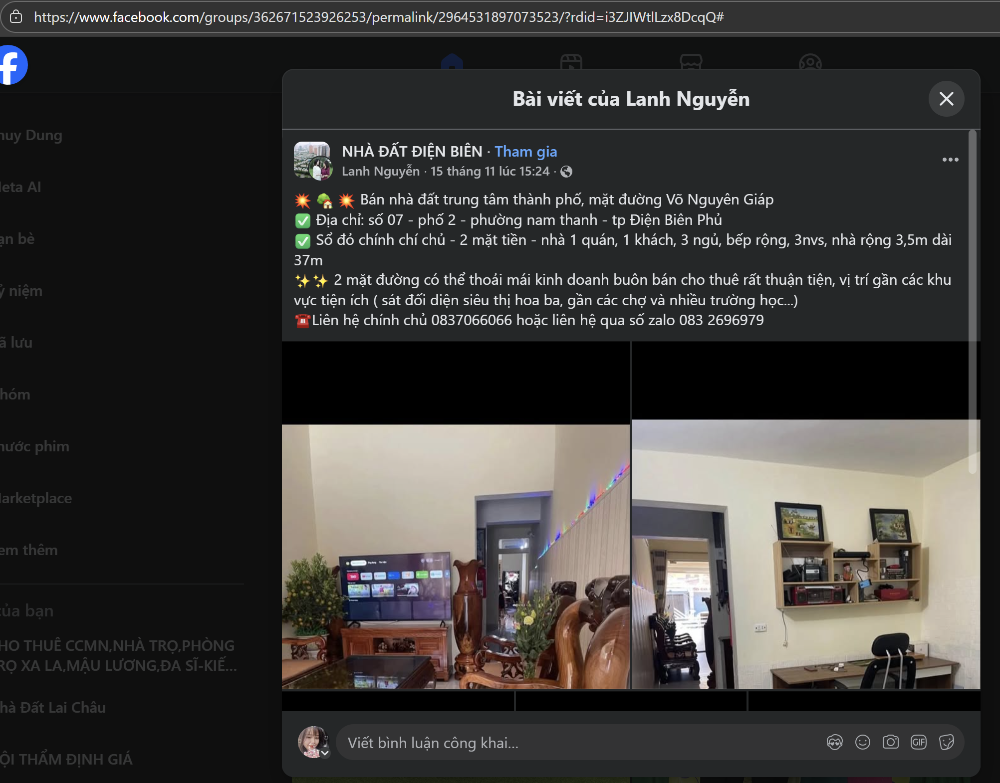 https://www.facebook.com/groups/362671523926253/permalink/2964531897073523/?rdid=i3ZJIWtlLzx8DcqQ#
huy Dung
eta AI
ạn bè
ỷ niệm
ã lưu
hóm
hước phim
arketplace
em thêm
của bạn
HO THUÊ CCMN,NHÀ TRỌ,PHÒNG
RỌ XA LA,MẬU LƯƠNG,ĐA SĨ-KIẾ...
hà Đất Lai Châu
ỘI THẨM ĐỊNH GIÁ
Bài viết của Lanh Nguyễn
NHÀ ĐẤT ĐIỆN BIÊN · Tham gia
Lanh Nguyễn · 15 tháng 11 lúc 15:24 ·
💥 🏡 💥 Bán nhà đất trung tâm thành phố, mặt đường Võ Nguyên Giáp
✅ Địa chỉ: số 07 - phố 2 - phường nam thanh - tp Điện Biên Phủ
✅ Sổ đỏ chính chí chủ - 2 mặt tiền - nhà 1 quán, 1 khách, 3 ngủ, bếp rộng, 3nvs, nhà rộng 3,5m dài
37m
✨✨ 2 mặt đường có thể thoải mái kinh doanh buôn bán cho thuê rất thuận tiện, vị trí gần các khu
vực tiện ích ( sát đối diện siêu thị hoa ba, gần các chợ và nhiều trường học...)
☎️Liên hệ chính chủ 0837066066 hoặc liên hệ qua số zalo 083 2696979
Viết bình luận công khai...
GIF